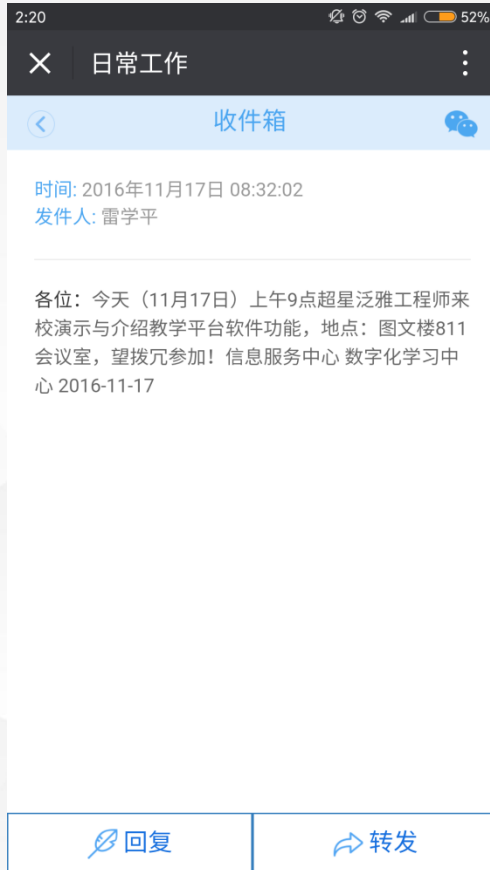 2:20 52%
日常工作
收件箱
时间: 2016年11月17日 08:32:02
发件人: 雷学平
各位：今天（11月17日）上午9点超星泛雅工程师来
校演示与介绍教学平台软件功能，地点：图文楼811
会议室，望拨冗参加！信息服务中心 数字化学习中
心 2016-11-17
回复 转发